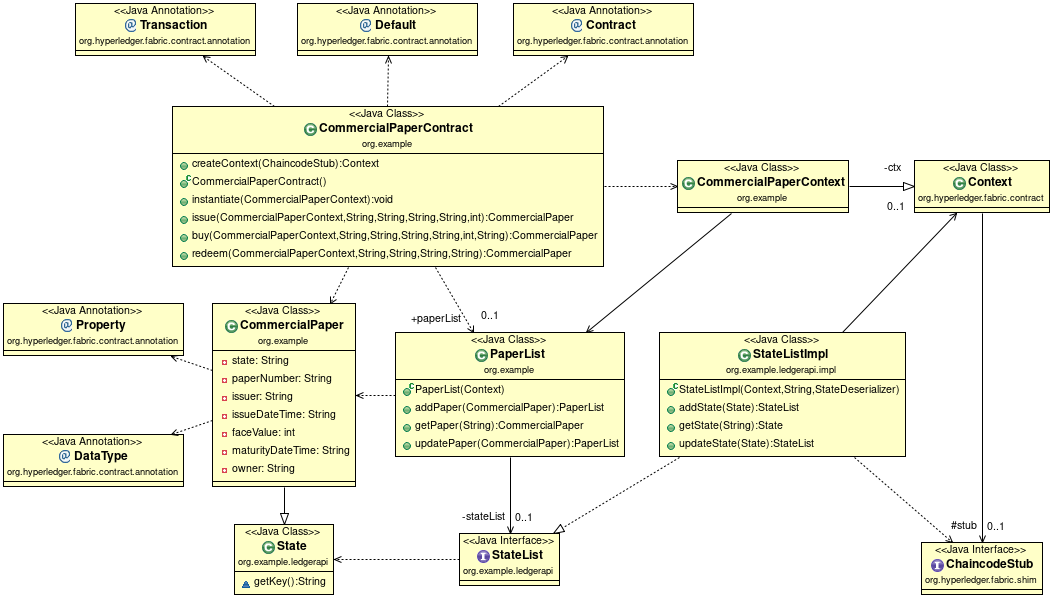 <<Java Annotation>>
Transaction
org.hyperledger.fabric.contract.annotation
<<Java Annotation>>
Default
org.hyperledger.fabric.contract.annotation
<<Java Annotation>>
Contract
org.hyperledger.fabric.contract.annotation
<<Java Class>>
CommercialPaperContract
org.example
createContext(ChaincodeStub):Context
CommercialPaperContract()
instantiate(CommercialPaperContext):void
issue(CommercialPaperContext,String,String,String,String,int):CommercialPaper
buy(CommercialPaperContext,String,String,String,String,int,String):CommercialPaper
redeem(CommercialPaperContext,String,String,String,String):CommercialPaper
<<Java Class>>
CommercialPaperContext
org.example
-ctx
0..1
<<Java Class>>
Context
org.hyperledger.fabric.contract
<<Java Annotation>>
Property
org.hyperledger.fabric.contract.annotation
<<Java Annotation>>
DataType
org.hyperledger.fabric.contract.annotation
<<Java Class>>
CommercialPaper
org.example
state: String
paperNumber: String
issuer: String
issueDateTime: String
faceValue: int
maturityDateTime: String
owner: String
+paperList
0..1
<<Java Class>>
PaperList
org.example
PaperList(Context)
addPaper(CommercialPaper):PaperList
getPaper(String):CommercialPaper
updatePaper(CommercialPaper):PaperList
<<Java Class>>
StateListImpl
org.example.ledgerapi.impl
StateListImpl(Context,String,StateDeserializer)
addState(State):StateList
getState(String):State
updateState(State):StateList
<<Java Class>>
State
org.example.ledgerapi
getKey():String
-stateList
0..1
<<Java Interface>>
StateList
org.example.ledgerapi
#stub
0..1
<<Java Interface>>
ChaincodeStub
org.hyperledger.fabric.shim